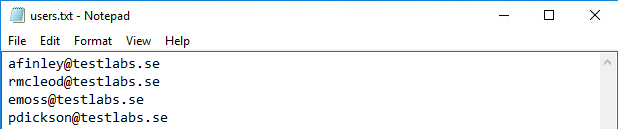 users.txt - Notepad
File Edit Format View Help
afinley@testlabs.se
rmcleod@testlabs.se
emoss@testlabs.se
pdickson@testlabs.se